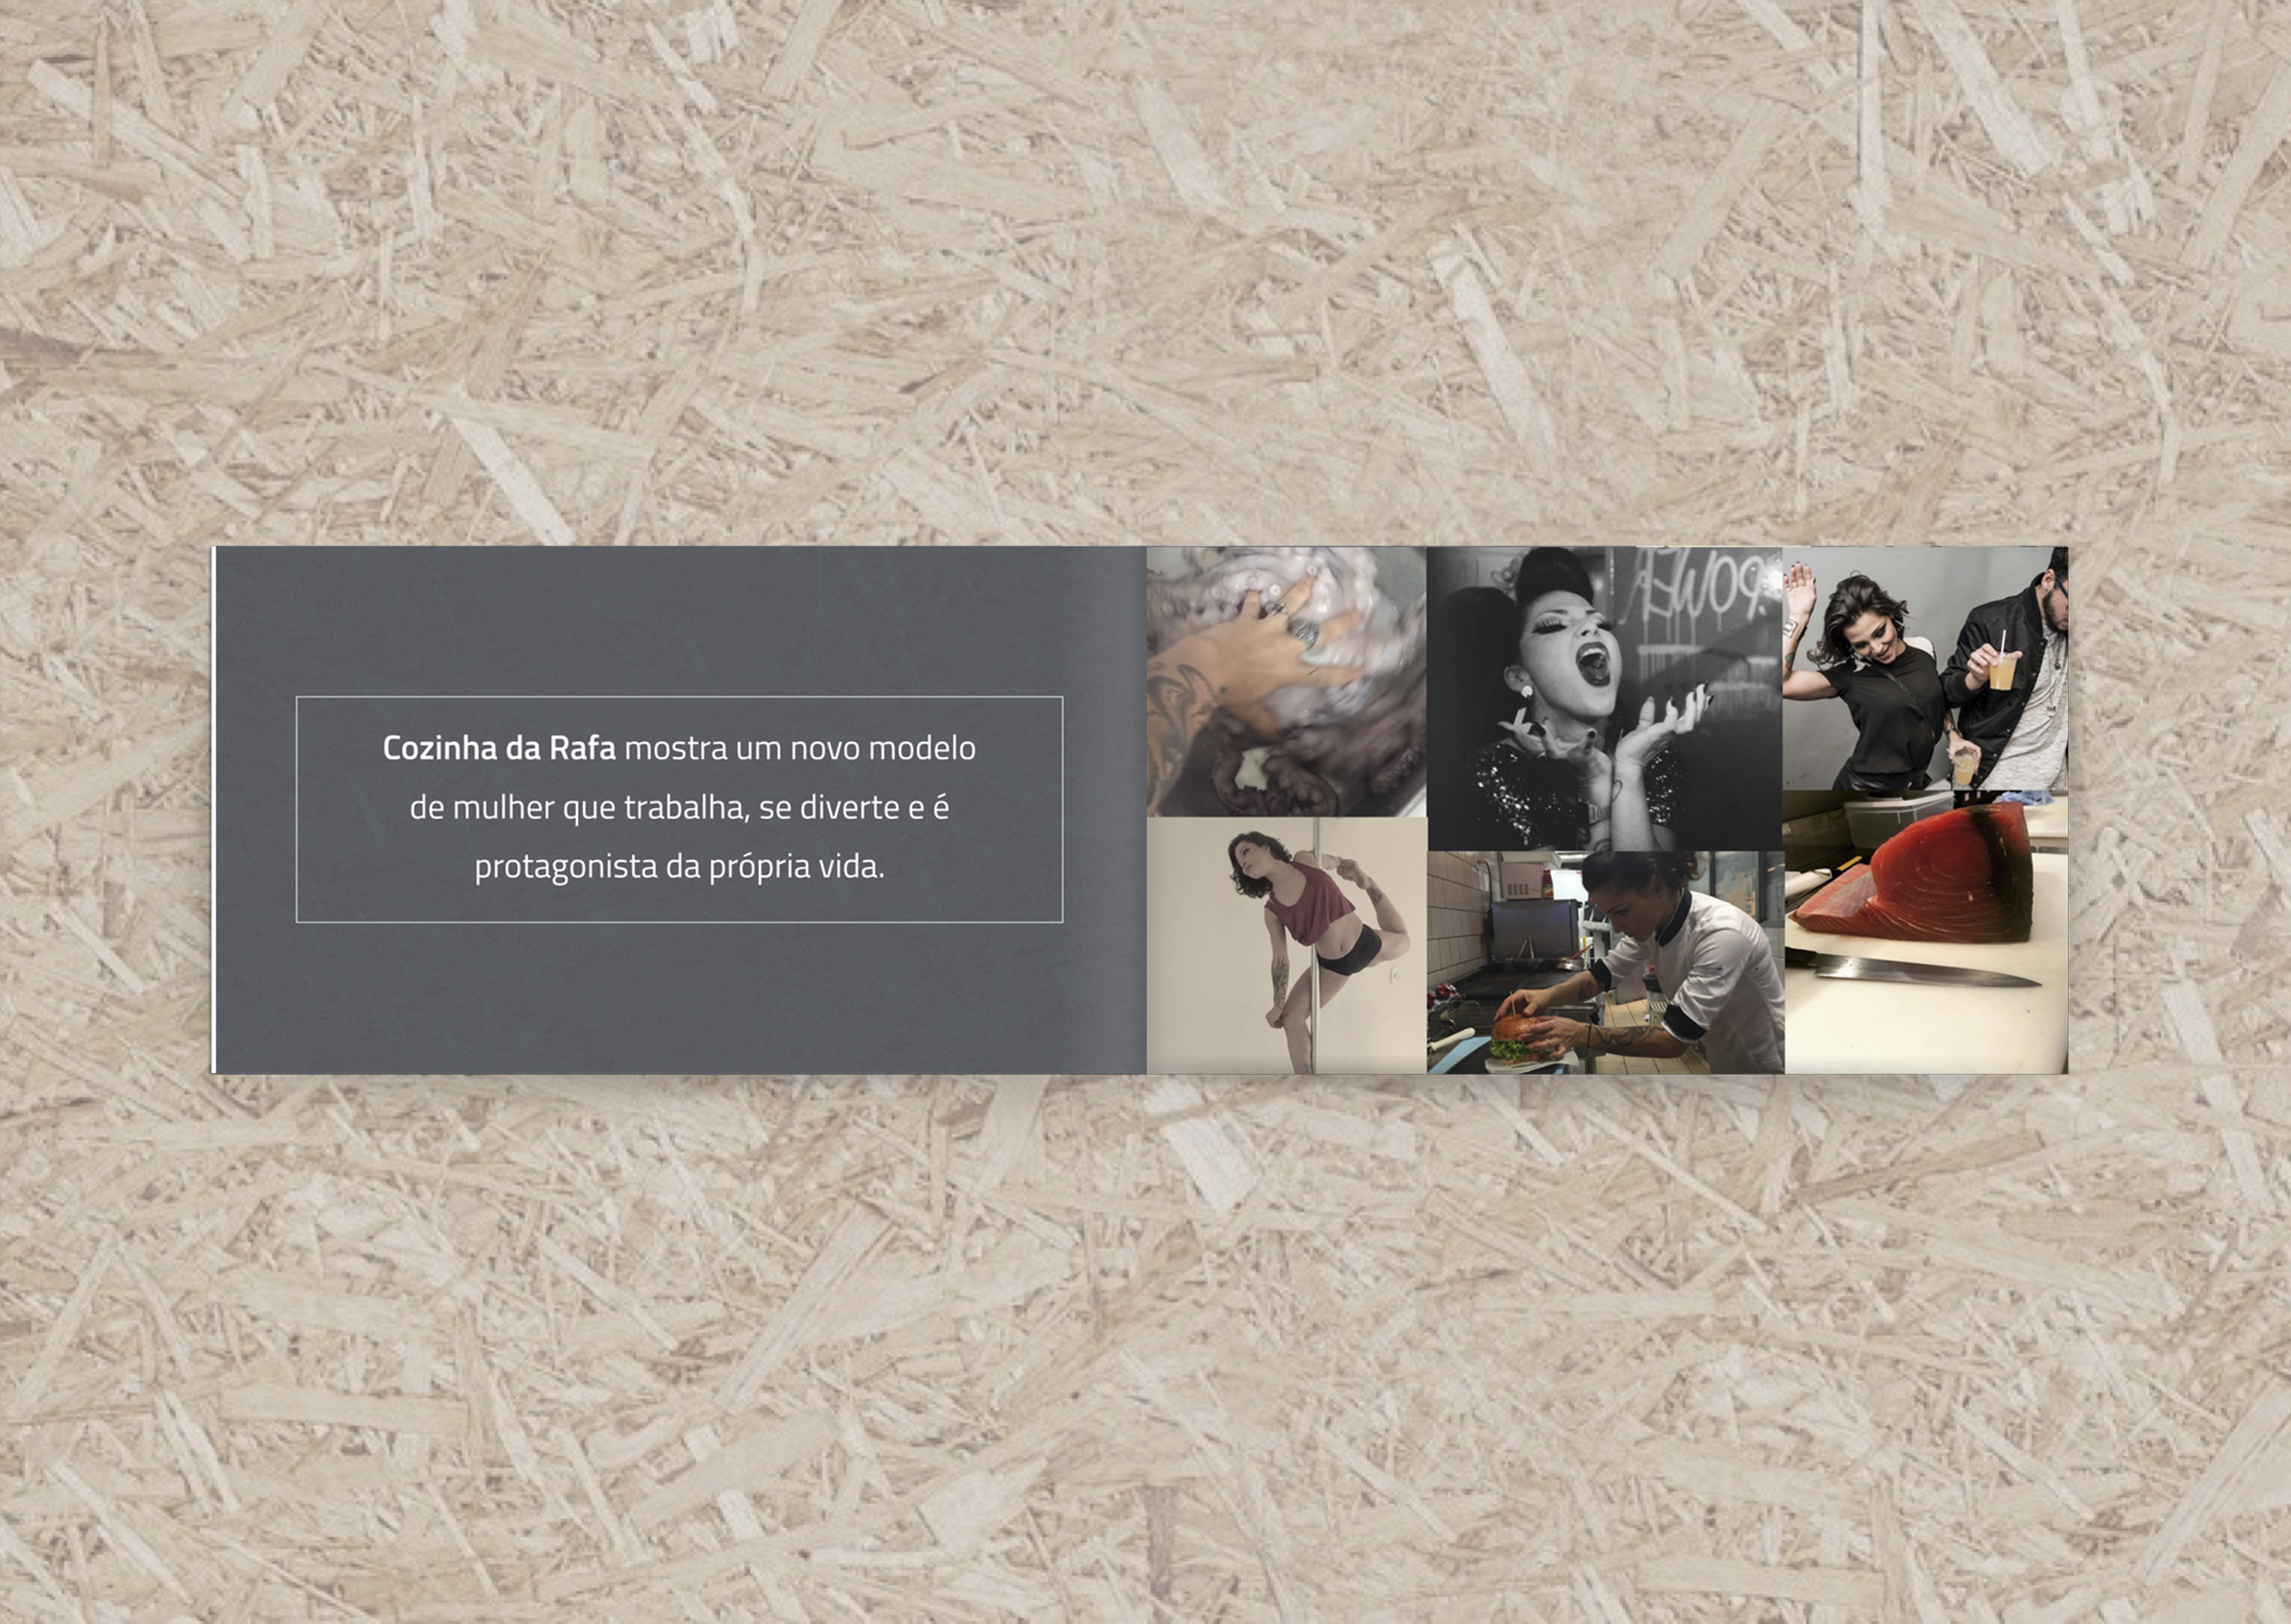 Cozinha da Rafa mostra um novo modelo
de mulher que trabalha, se diverte e é
protagonista da própria vida.